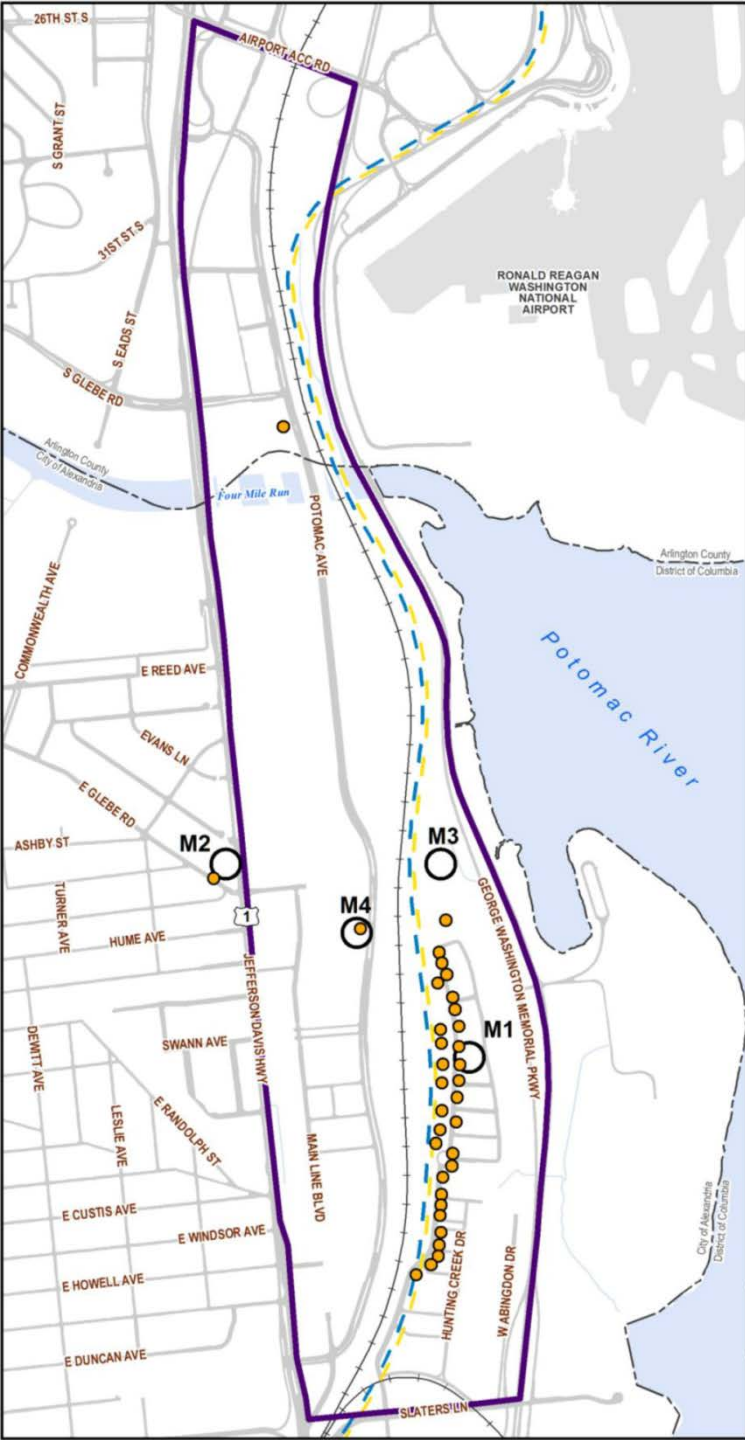 26TH ST S
AIRPORT ACC RD
S GRANT ST
31ST ST S
RONALD REAGAN
WASHINGTON
NATIONAL
AIRPORT
S EADS ST
S GLEBE RD
Arlington County
City of Alexandria
Four Mile Run
POTOMAC AVE
Arlington County
District of Columbia
COMMONWEALTH AVE
Potomac River
E REED AVE
EVANS LN
E GLEBE RD
ASHBY ST
M2
M3
TURNER AVE
M4
GEORGE WASHINGTON MEMORIAL PKWY
1
HUME AVE
JEFFERSON DAVIS HWY
M1
SWANN AVE
DEWITT AVE
LESLIE AVE
E RANDOLPH ST
MAIN LINE BLVD
City of Alexandria
District of Columbia
E CUSTIS AVE
E WINDSOR AVE
HUNTING CREEK DR
W ABINGDON DR
E HOWELL AVE
E DUNCAN AVE
SLATERS LN